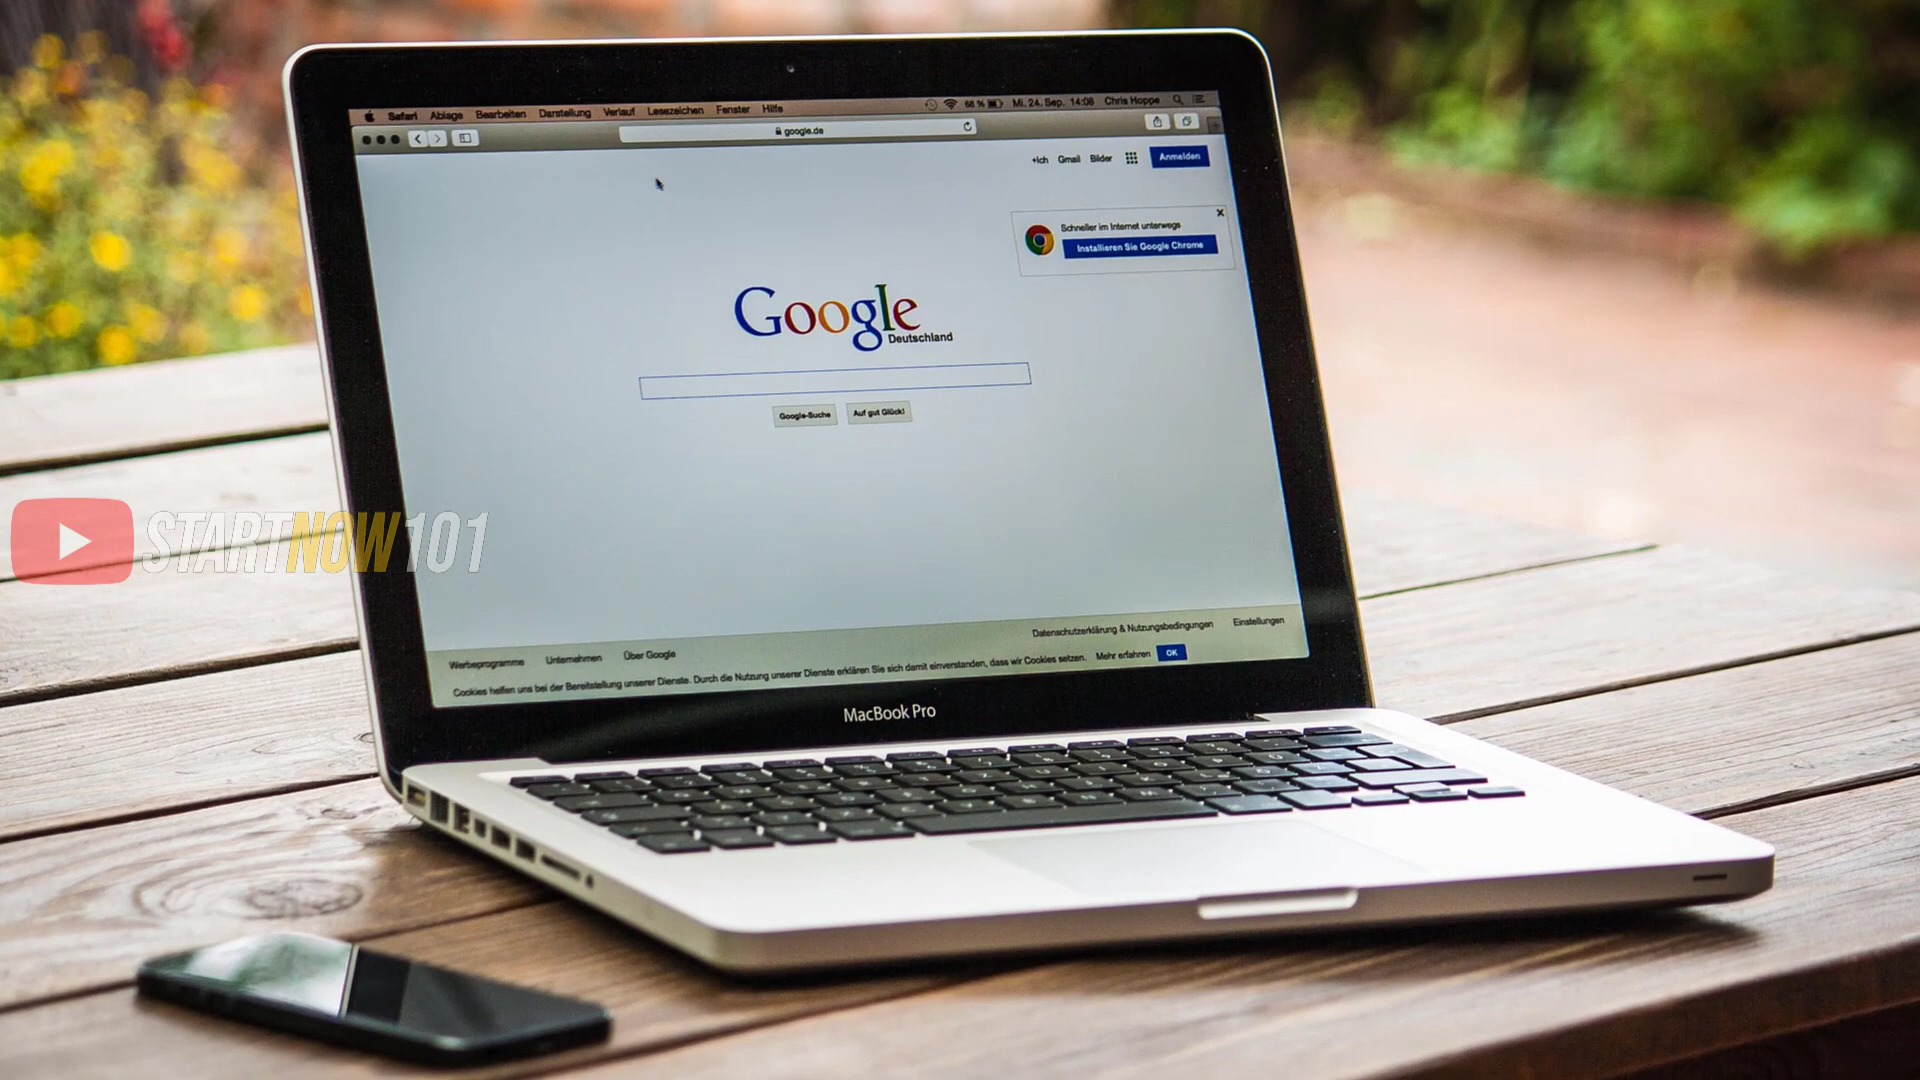 Safari Ablage Bearbeiten Darstellung Verlauf Lesezeichen Fenster Hilfe 68 % Mi. 24. Sep. 14:08 Chris Hoppe
google.de
+Ich Gmail Bilder Anmelden
Schneller im Internet unterwegs
Installieren Sie Google Chrome
Google
Deutschland
Google-Suche Auf gut Glück!
STARTNOW101
Werbeprogramme Unternehmen Über Google Datenschutzerklärung & Nutzungsbedingungen Einstellungen
Cookies helfen uns bei der Bereitstellung unserer Dienste. Durch die Nutzung unserer Dienste erklären Sie sich damit einverstanden, dass wir Cookies setzen. Mehr erfahren OK
MacBook Pro